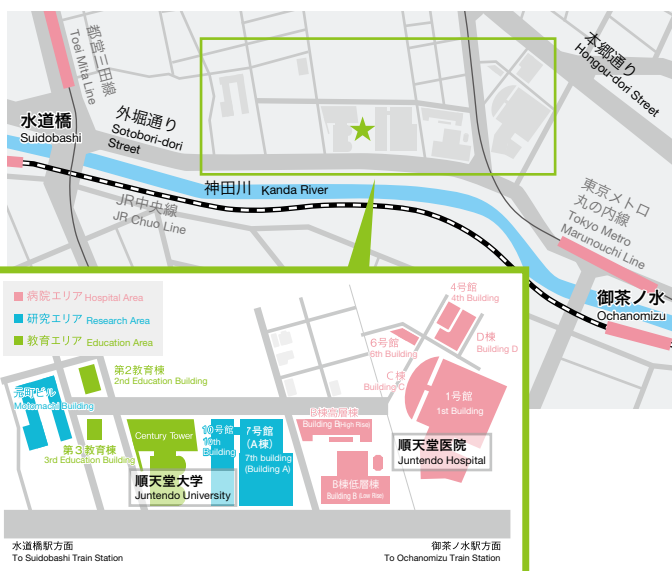 都営三田線
Toei Mita Line
本郷通り
Hongou-dori Street
水道橋
Suidobashi
外堀通り
Sotobori-dori
Street
神田川 Kanda River
JR中央線
JR Chuo Line
東京メトロ
丸の内線
Tokyo Metro
Marunouchi Line
御茶ノ水
Ochanomizu
病院エリア Hospital Area
研究エリア Research Area
教育エリア Education Area
4号館
4th Building
6号館
6th Building
D棟
Building D
C棟
Building C
1号館
1st Building
第2教育棟
2nd Education Building
元町ビル
Motomachi Building
第3教育棟
3rd Education Building
Century Tower
10号館
10th
Building
7号館
(A棟)
7th building
(Building A)
B棟高層棟
Building B(High Rise)
順天堂医院
Juntendo Hospital
順天堂大学
Juntendo University
B棟低層棟
Building B (Low Rise)
水道橋駅方面
To Suidobashi Train Station
御茶ノ水駅方面
To Ochanomizu Train Station